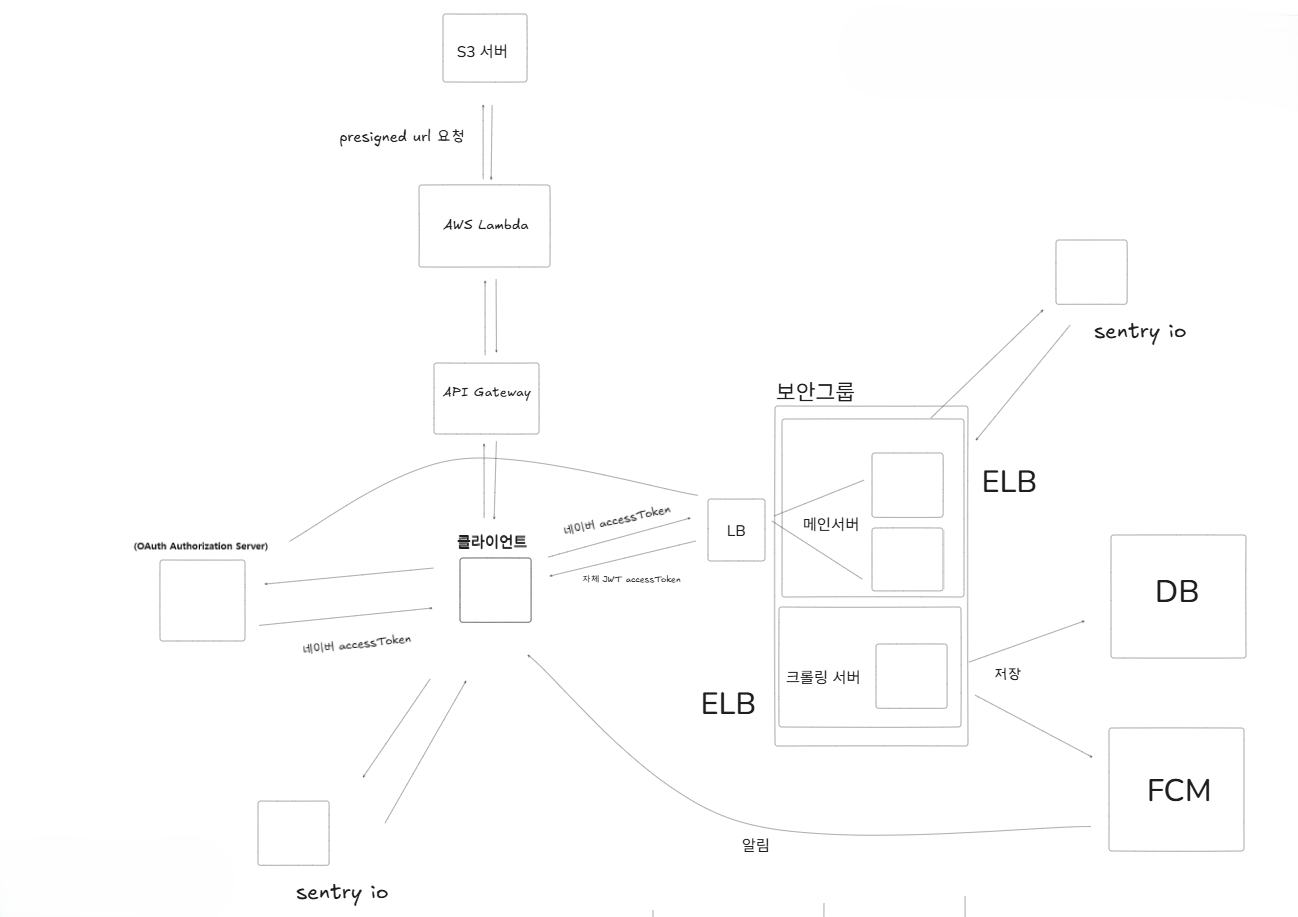 S3 서버
presigned url 요청
AWS Lambda
sentry io
API Gateway
보안그룹
ELB
네이버 accessToken
메인서버
LB
클라이언트
(OAuth Authorization Server)
자체 JWT accessToken
DB
네이버 accessToken
크롤링 서버
저장
ELB
FCM
알림
sentry io